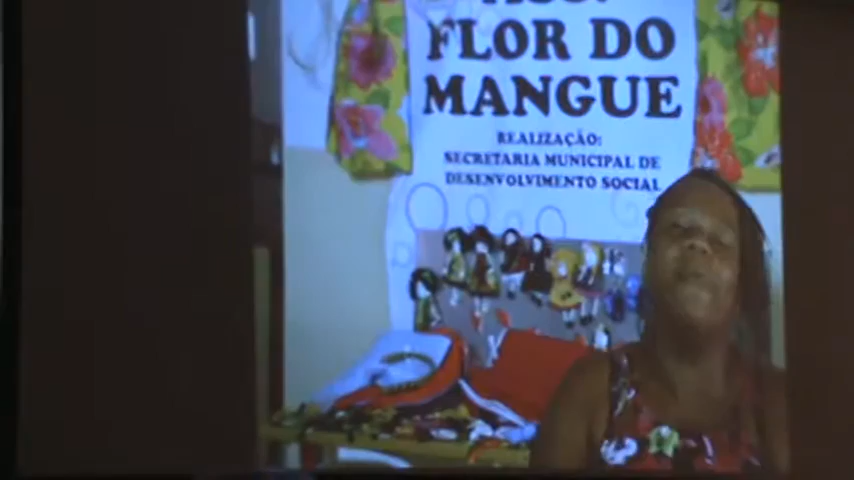 FLOR DO
MANGUE
REALIZAÇÃO:
SECRETARIA MUNICIPAL DE
DESENVOLVIMENTO SOCIAL